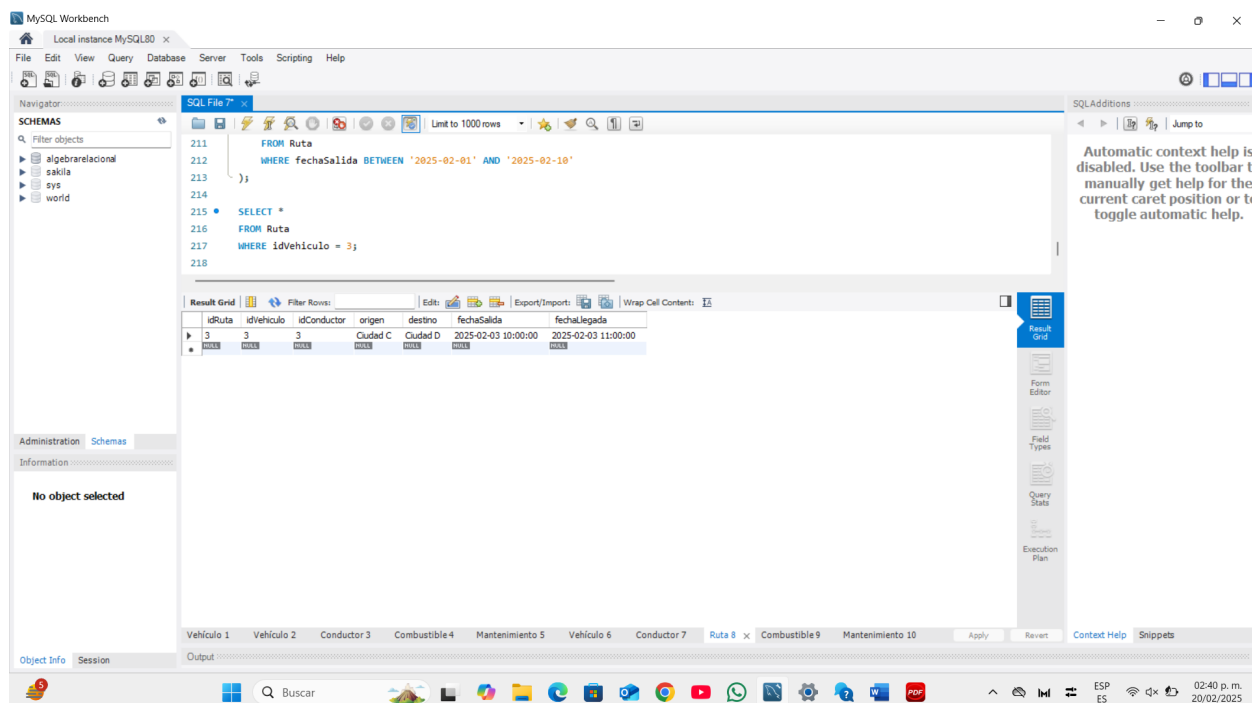 MySQL Workbench
Local instance MySQL80
File Edit View Query Database Server Tools Scripting Help
Navigator
SCHEMAS
Filter objects
algebrarelacional
sakila
sys
world
Administration Schemas
Information
No object selected
Object Info Session
SQL File 7*
Limit to 1000 rows
211 FROM Ruta
212 WHERE fechaSalida BETWEEN '2025-02-01' AND '2025-02-10'
213 );
214
215 SELECT *
216 FROM Ruta
217 WHERE idVehiculo = 3;
218
Result Grid Filter Rows: Edit: Export/Import: Wrap Cell Content:
idRuta idVehiculo idConductor origen destino fechaSalida fechaLlegada
3 3 3 Ciudad C Ciudad D 2025-02-03 10:00:00 2025-02-03 11:00:00
NULL NULL NULL NULL NULL NULL NULL
Result
Grid
Form
Editor
Field
Types
Query
Stats
Execution
Plan
Vehículo 1 Vehículo 2 Conductor 3 Combustible 4 Mantenimiento 5 Vehículo 6 Conductor 7 Ruta 8 Combustible 9 Mantenimiento 10 Apply Revert
Output
SQLAdditions
Jump to
Automatic context help is
disabled. Use the toolbar t
manually get help for the
current caret position or to
toggle automatic help.
Context Help Snippets
5
Buscar
PDF
ESP
ES
02:40 p. m.
20/02/2025